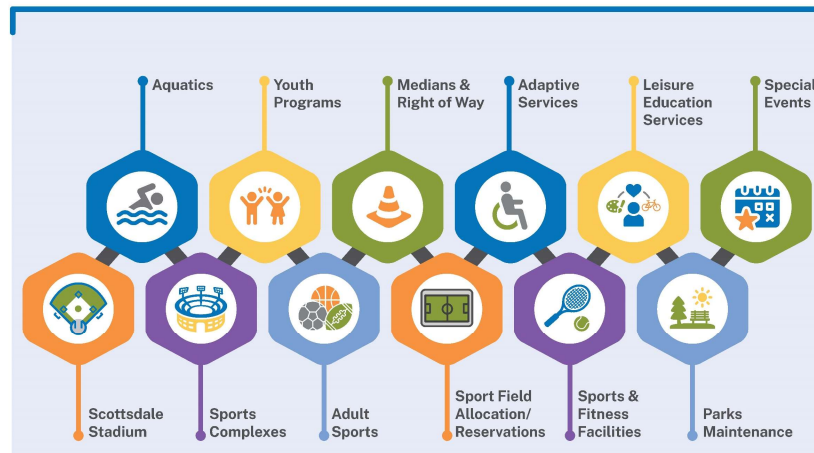 Aquatics
Youth
Programs
Medians &
Right of Way
Adaptive
Services
Leisure
Education
Services
Special
Events
Scottsdale
Stadium
Sports
Complexes
Adult
Sports
Sport Field
Allocation/
Reservations
Sports &
Fitness
Facilities
Parks
Maintenance